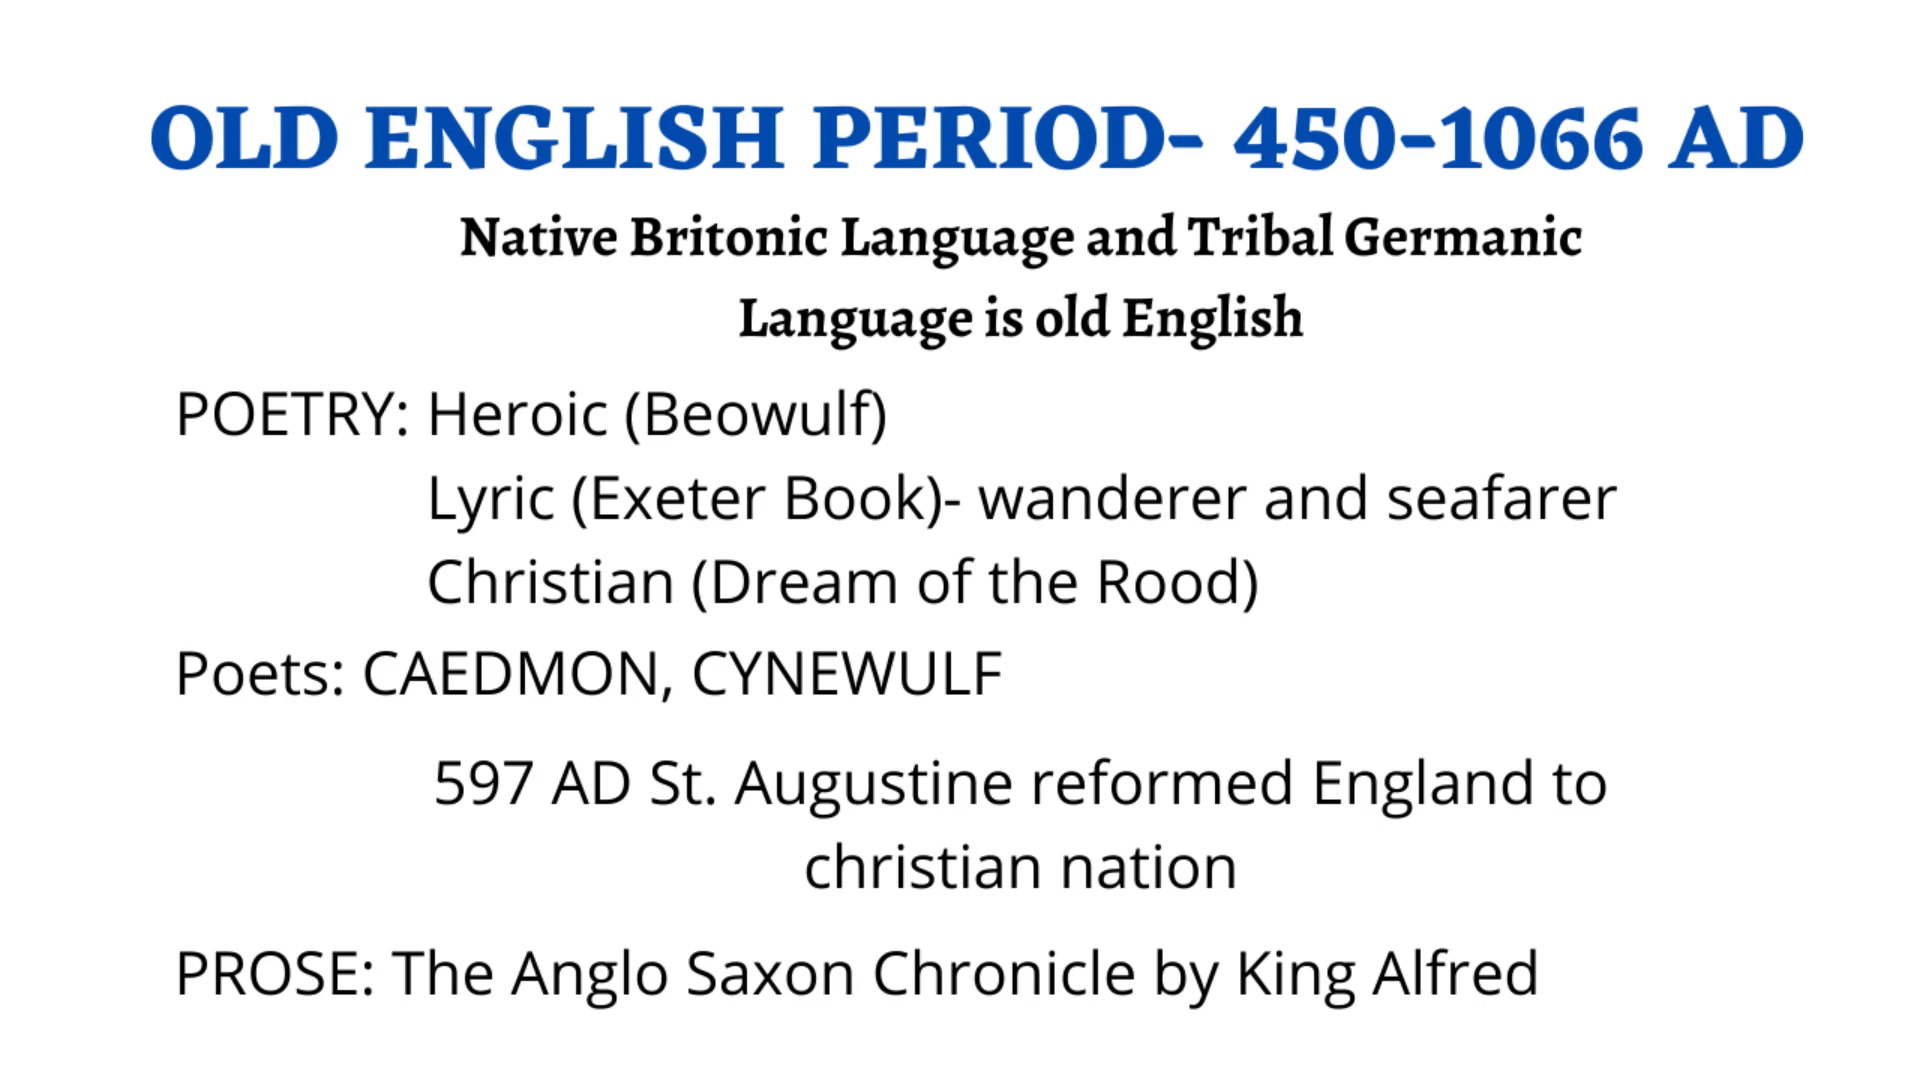 OLD ENGLISH PERIOD- 450-1066 AD
Native Britonic Language and Tribal Germanic
Language is old English
POETRY: Heroic (Beowulf)
Lyric (Exeter Book)- wanderer and seafarer
Christian (Dream of the Rood)
Poets: CAEDMON, CYNEWULF
597 AD St. Augustine reformed England to
christian nation
PROSE: The Anglo Saxon Chronicle by King Alfred